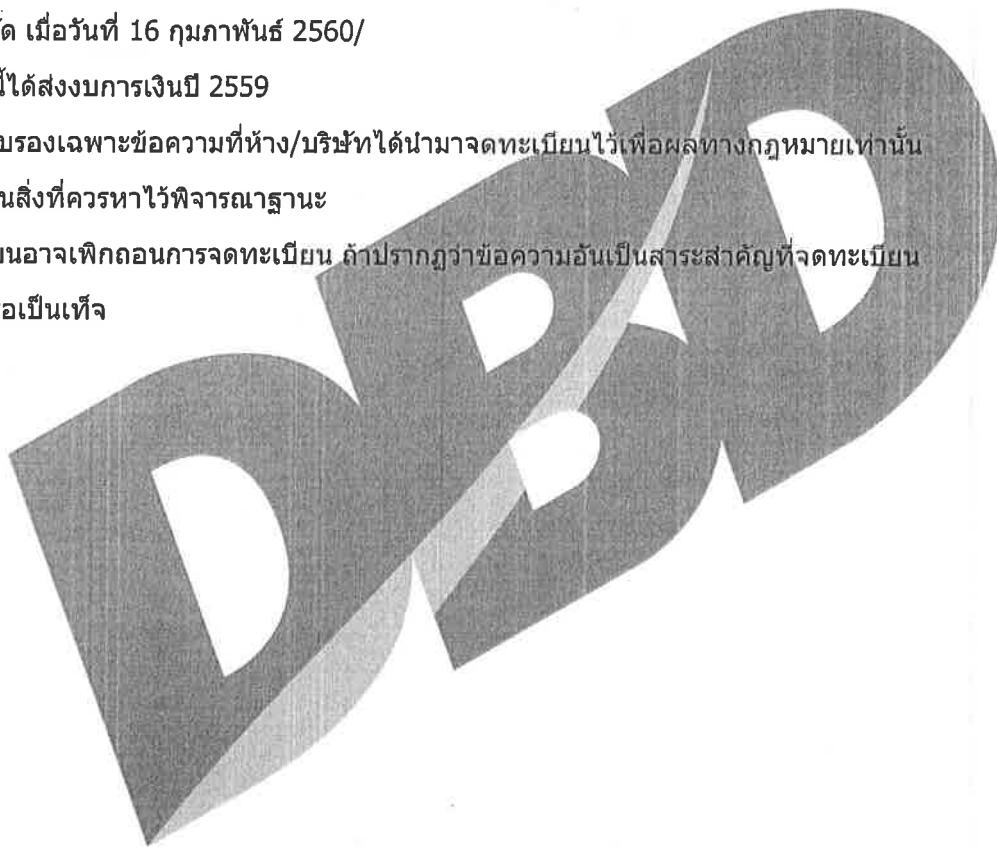 ัด เมื่อวันที่ 16 กุมภาพันธ์ 2560/
นี้ได้ส่งงบการเงินปี 2559
บรองเฉพาะข้อความที่ห้าง/บริษัทได้นำมาจดทะเบียนไว้เพื่อผลทางกฎหมายเท่านั้น
นสิ่งที่ควรหาไว้พิจารณาฐานะ
ยนอาจเพิกถอนการจดทะเบียน ถ้าปรากฏว่าข้อความอันเป็นสาระสำคัญที่จดทะเบียน
อเป็นเท็จ
DBD